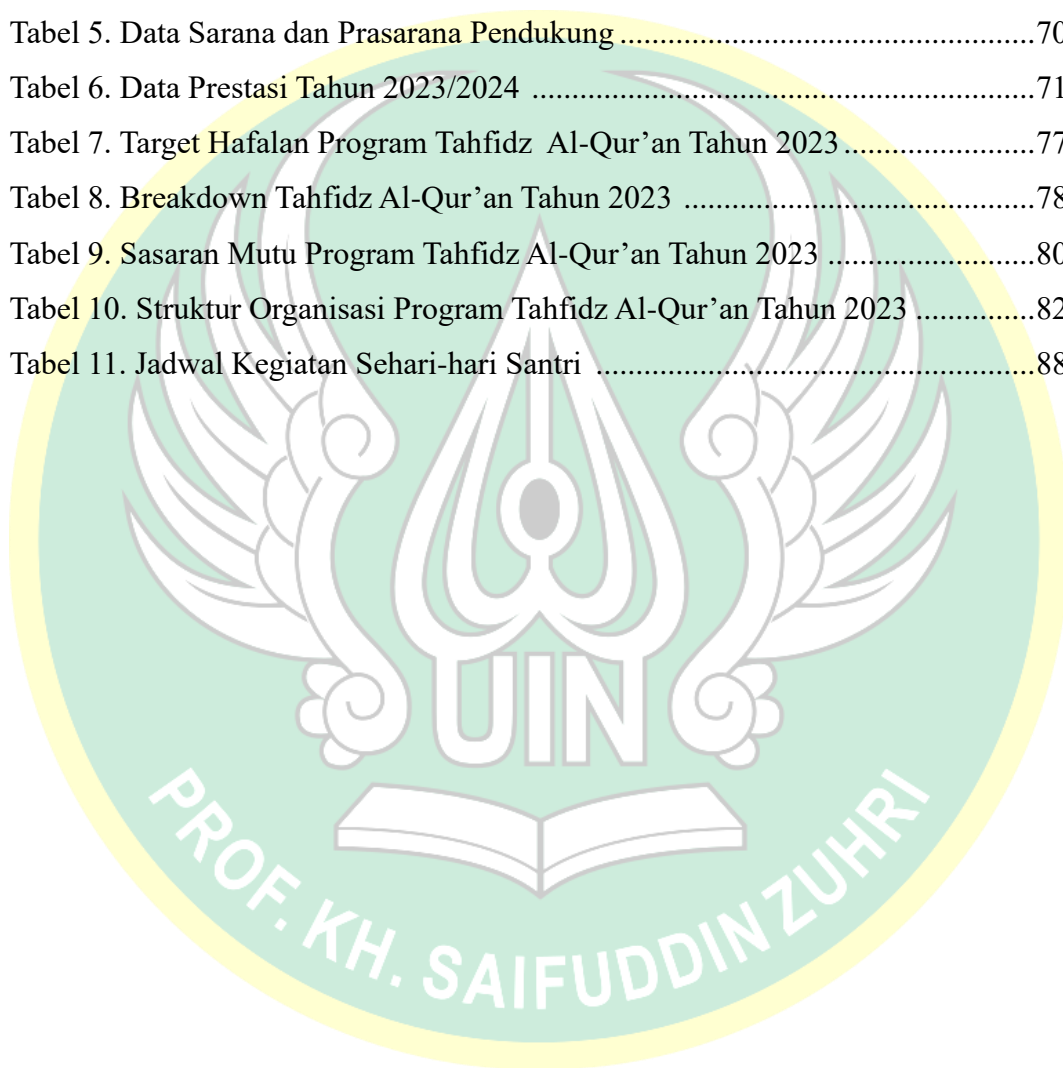 Tabel 5. Data Sarana dan Prasarana Pendukung ....................................................70
Tabel 6. Data Prestasi Tahun 2023/2024 ...............................................................71
Tabel 7. Target Hafalan Program Tahfidz  Al-Qur’an Tahun 2023........................77
Tabel 8. Breakdown Tahfidz Al-Qur’an Tahun 2023 ............................................78
Tabel 9. Sasaran Mutu Program Tahfidz Al-Qur’an Tahun 2023 ..........................80
Tabel 10. Struktur Organisasi Program Tahfidz Al-Qur’an Tahun 2023 ...............82
Tabel 11. Jadwal Kegiatan Sehari-hari Santri .......................................................88
UIN
PROF. KH. SAIFUDDIN ZUHRI